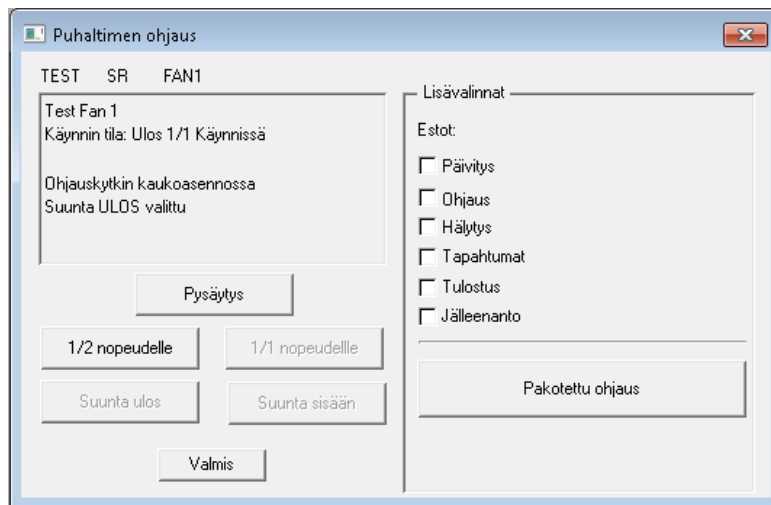 Puhaltimen ohjaus
TEST SR FAN1
Test Fan 1
Käynnin tila: Ulos 1/1 Käynnissä
Ohjauskytkin kaukoasennossa
Suunta ULOS valittu
Pysäytys
1/2 nopeudelle
1/1 nopeudellle
Suunta ulos
Suunta sisään
Valmis
Lisävalinnat
Estot:
Päivitys
Ohjaus
Hälytys
Tapahtumat
Tulostus
Jälleenanto
Pakotettu ohjaus